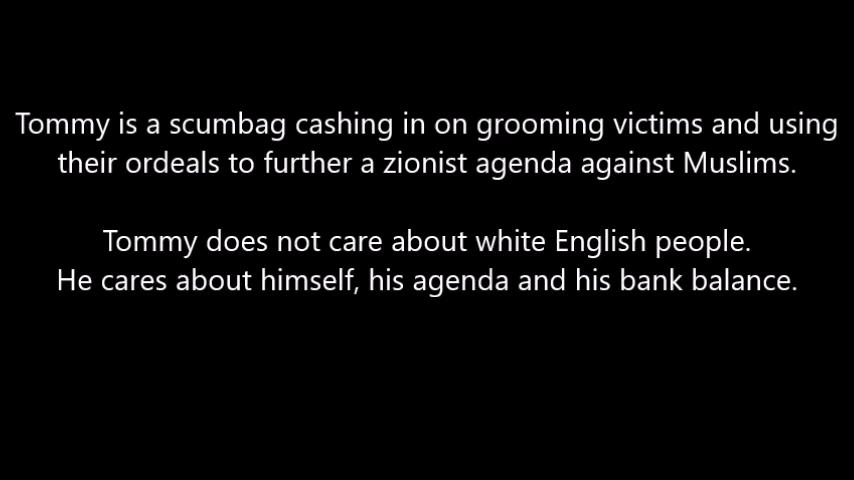 Tommy is a scumbag cashing in on grooming victims and using
their ordeals to further a zionist agenda against Muslims.
Tommy does not care about white English people.
He cares about himself, his agenda and his bank balance.